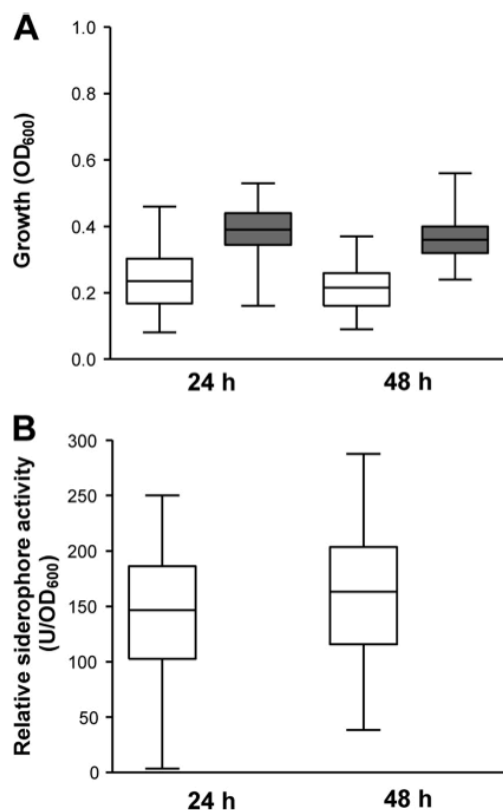 A
Growth (OD600)
1.0
0.8
0.6
0.4
0.2
0.0
24 h
48 h
B
Relative siderophore activity
(U/OD600)
300
250
200
150
100
50
0
24 h
48 h